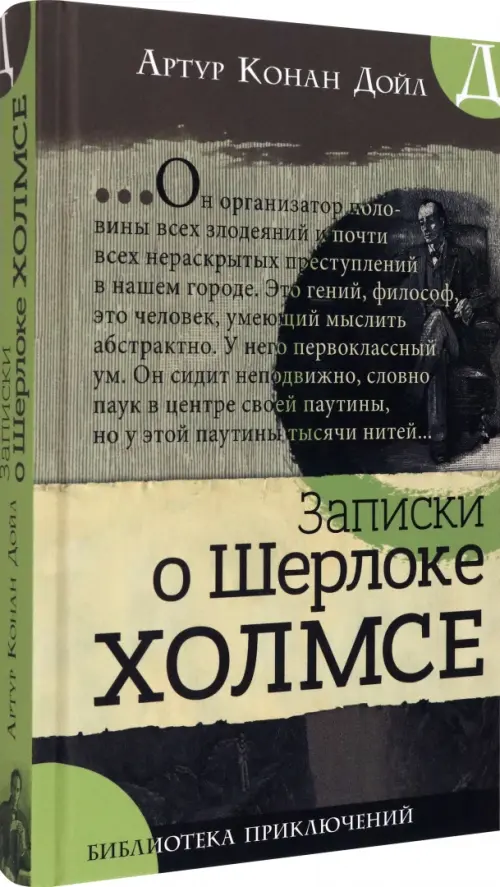 Артур Конан Дойл
Д
...Он организатор поло-
вины всех злодеяний и почти
всех нераскрытых преступлений
в нашем городе. Это гений, философ,
это человек, умеющий мыслить
абстрактно. У него первоклассный
ум. Он сидит неподвижно, словно
паук в центре своей паутины,
но у этой паутины тысячи нитей...
Записки
о Шерлоке
ХОЛМСЕ
БИБЛИОТЕКА ПРИКЛЮЧЕНИЙ
Д
Записки
о Шерлоке ХОЛМСЕ
Артур Конан Дойл